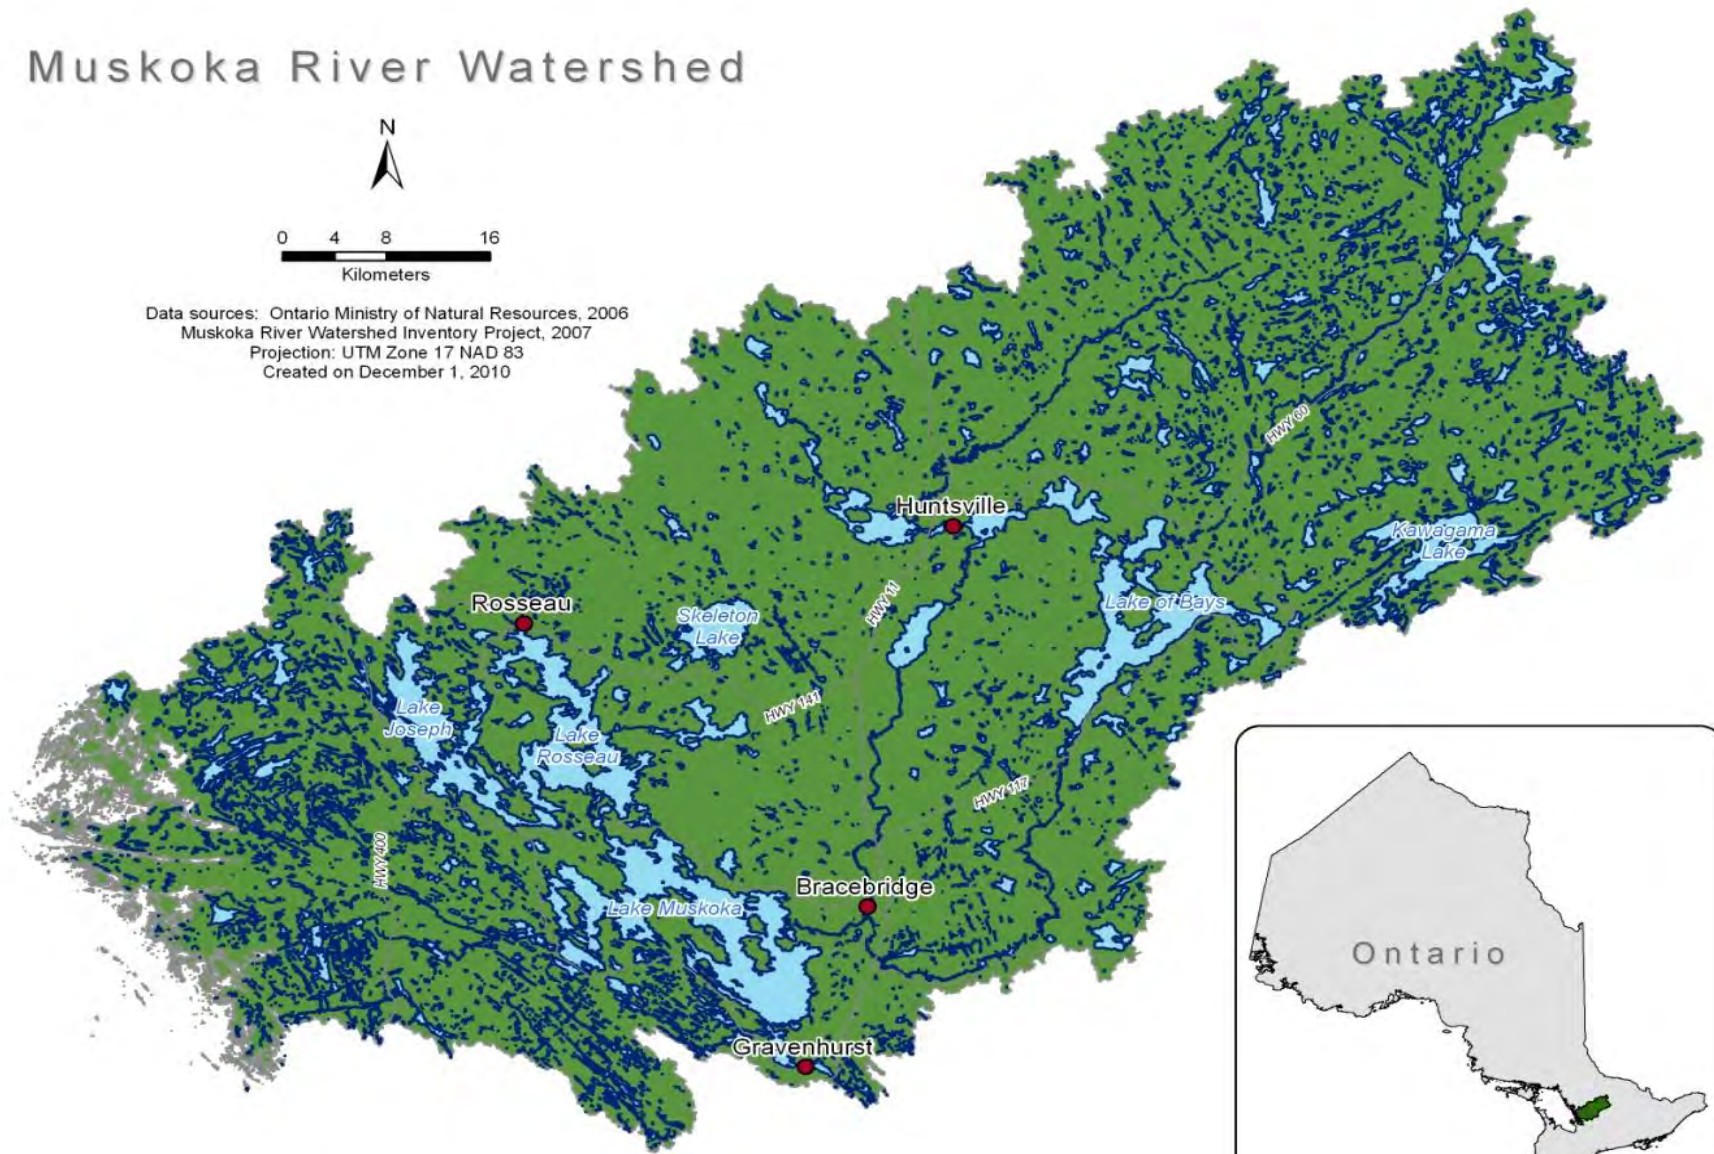 Muskoka River Watershed
N
0 4 8 16
Kilometers
Data sources: Ontario Ministry of Natural Resources, 2006
Muskoka River Watershed Inventory Project, 2007
Projection: UTM Zone 17 NAD 83
Created on December 1, 2010
HWY 60
Huntsville
Kawagama
Lake
HWY 11
Rosseau
Skeleton
Lake
Lake of Bays
Lake
Joseph
HWY 141
Lake
Rosseau
HWY 117
HWY 400
Bracebridge
Lake Muskoka
Gravenhurst
Ontario